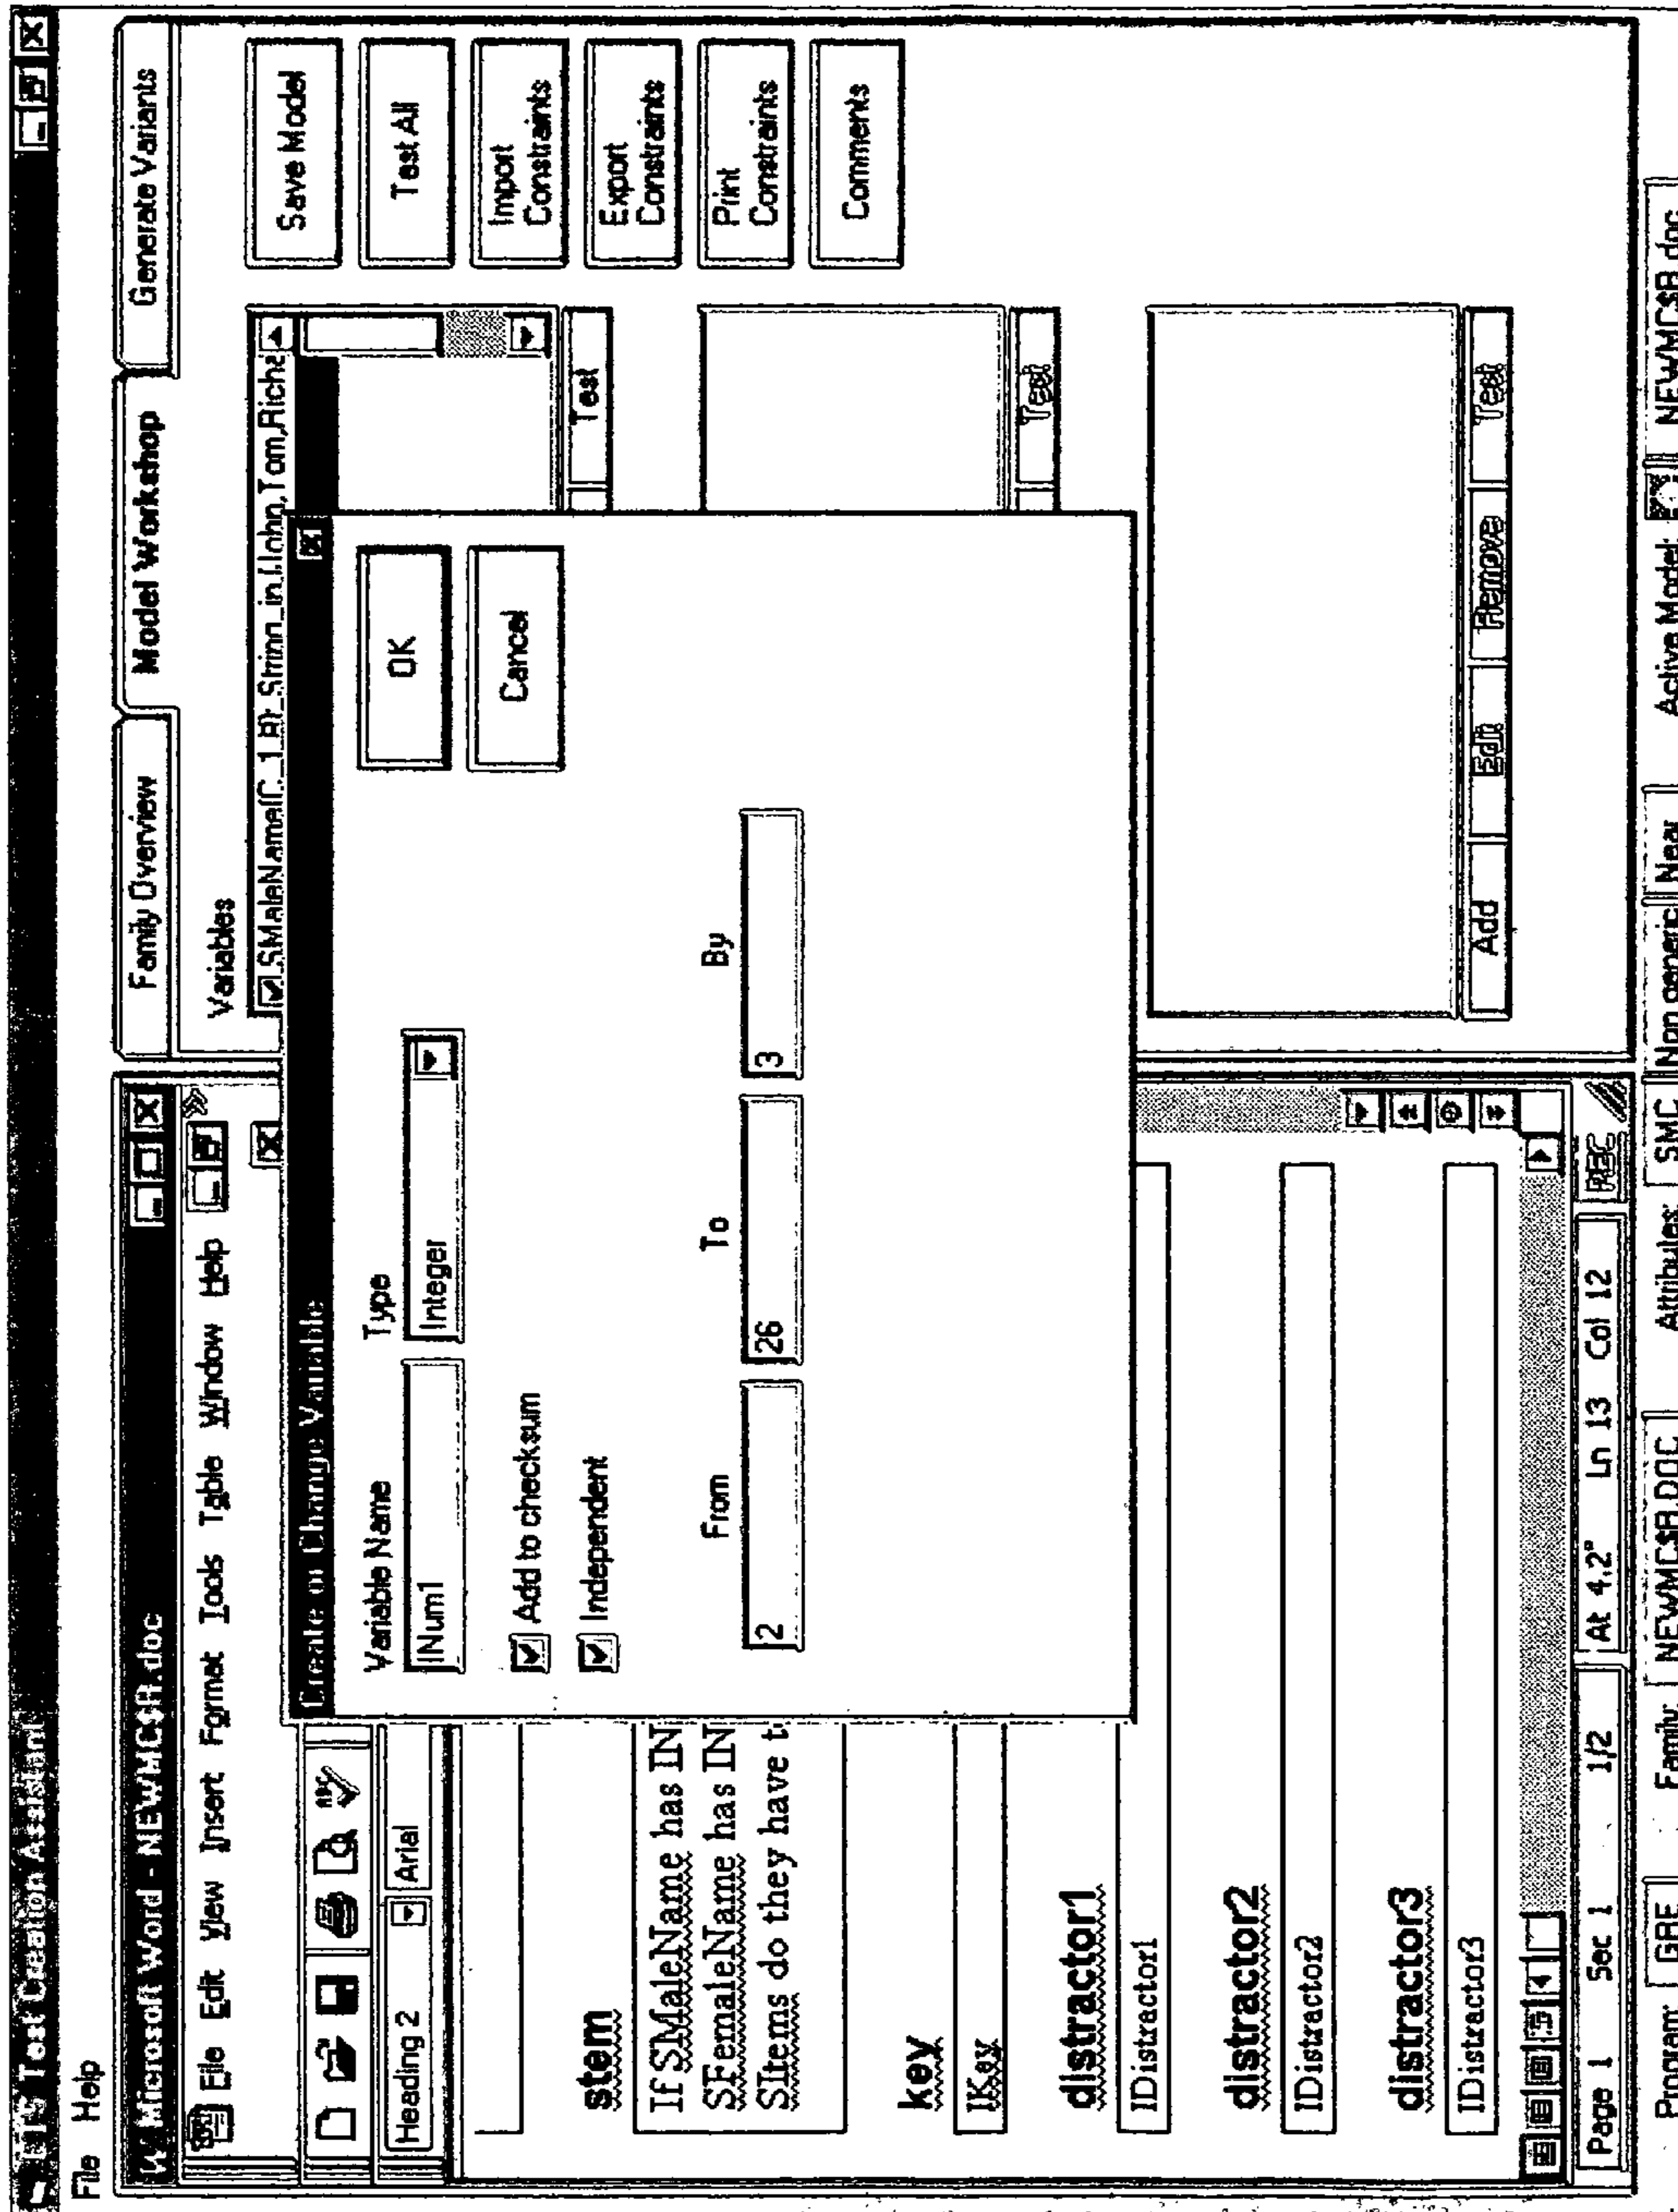 Test Creation Assistant
File Help
Microsoft Word - NEWMC$R.doc
File Edit View Insert Format Tools Table Window Help
Heading 2
Arial
stem
If SMaleName has IN
SFemaleName has IN
SItems do they have t
key
IKey
distractor1
IDistractor1
distractor2
IDistractor2
distractor3
IDistractor3
Page 1 Sec 1 1/2 At 4.2" Ln 13 Col 12 REC
Family Overview
Model Workshop
Generate Variants
Variables
Test
Test
Add Edit Remove Test
Save Model
Test All
Import
Constraints
Export
Constraints
Print
Constraints
Comments
Create or Change Variable
Variable Name
Type
INum1
Integer
Add to checksum
Independent
From
To
By
2
26
3
OK
Cancel
Program: GRE Family: NEWMC$R.DOC Attributes: SMC Non generic Near Active Model: NEWMC$R.doc